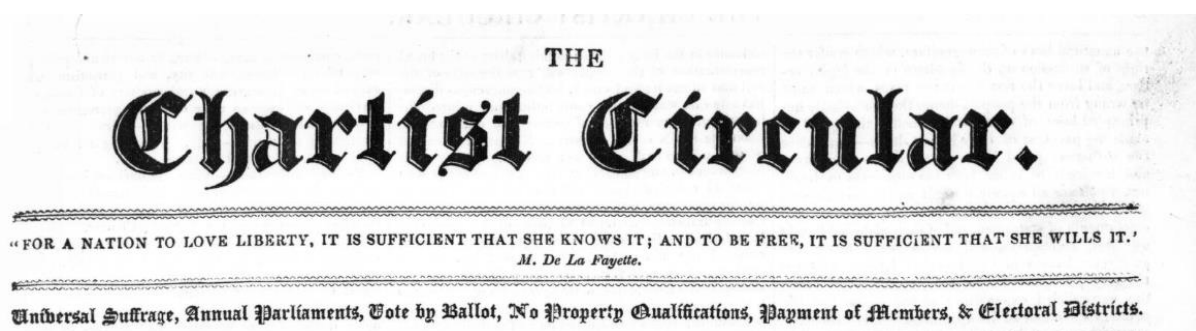 THE
Chartist Circular.
"FOR A NATION TO LOVE LIBERTY, IT IS SUFFICIENT THAT SHE KNOWS IT; AND TO BE FREE, IT IS SUFFICIENT THAT SHE WILLS IT.'
M. De La Fayette.
Universal Suffrage, Annual Parliaments, Vote by Ballot, No Property Qualifications, Payment of Members, & Electoral Districts.